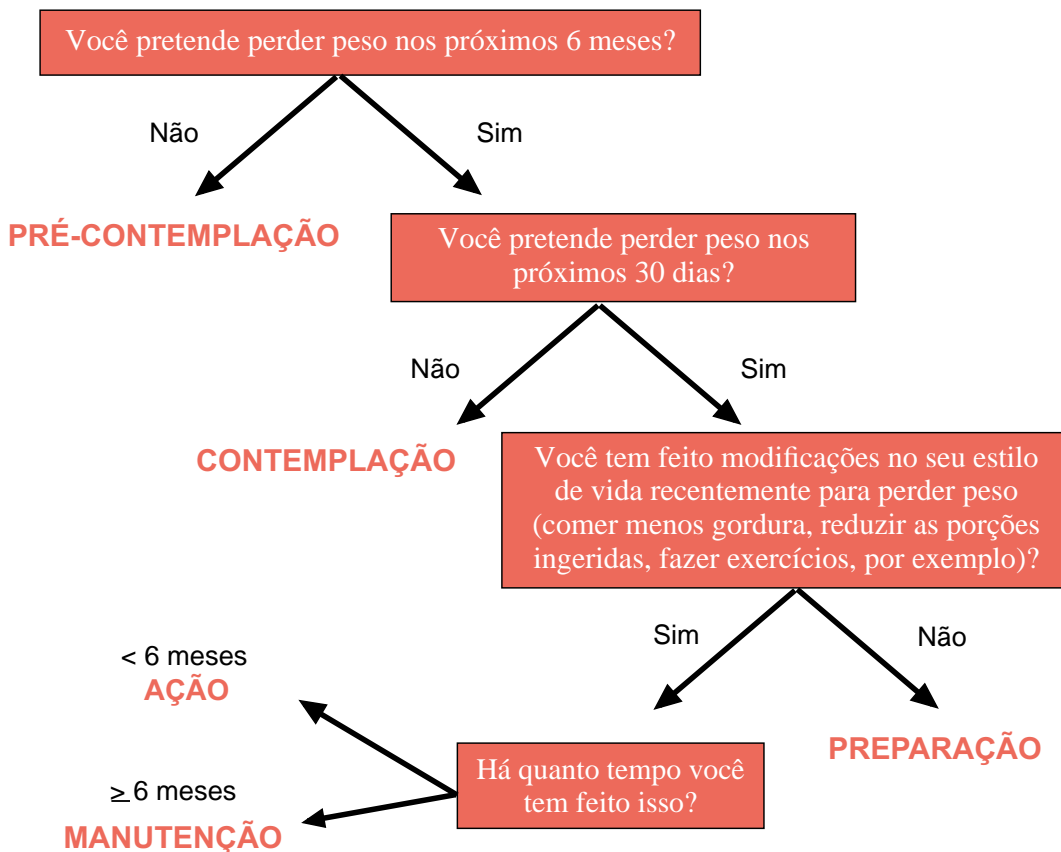 Você pretende perder peso nos próximos 6 meses?
Não
Sim
PRÉ-CONTEMPLAÇÃO
Você pretende perder peso nos
próximos 30 dias?
Não
Sim
CONTEMPLAÇÃO
Você tem feito modificações no seu estilo
de vida recentemente para perder peso
(comer menos gordura, reduzir as porções
ingeridas, fazer exercícios, por exemplo)?
Sim
Não
< 6 meses
AÇÃO
PREPARAÇÃO
Há quanto tempo você
tem feito isso?
≥ 6 meses
MANUTENÇÃO